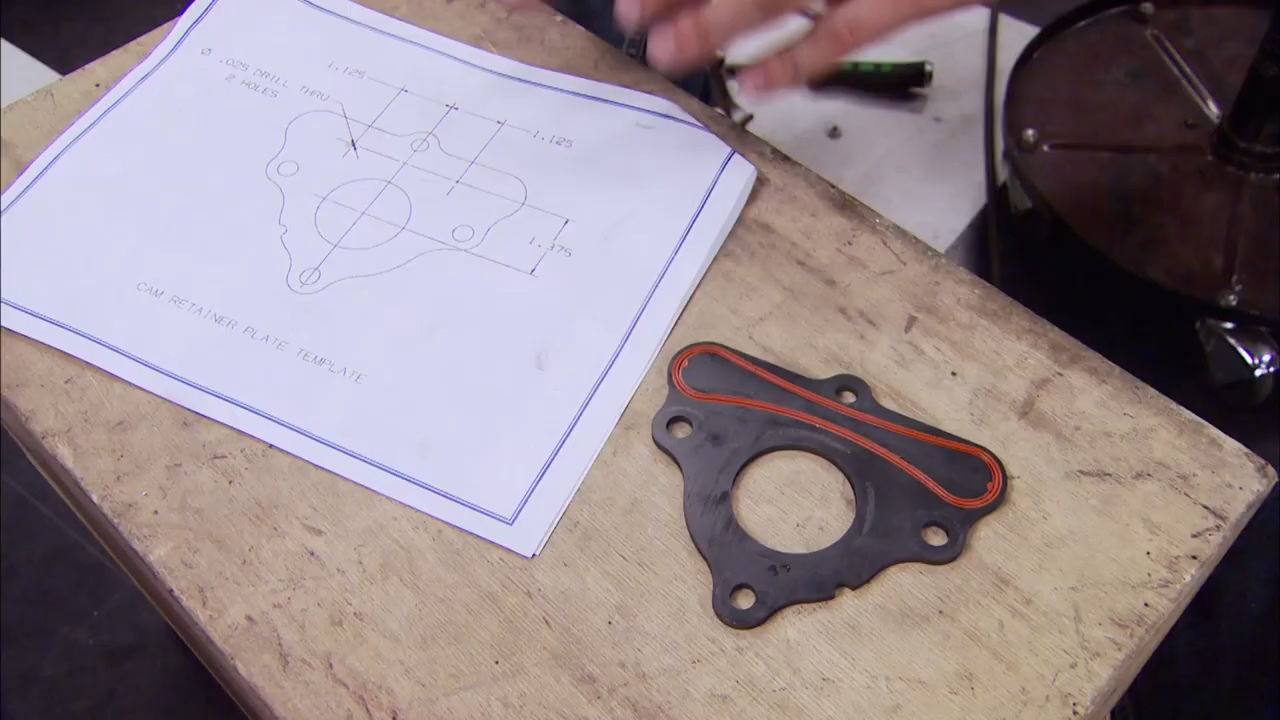 Ø .025 DRILL THRU
2 HOLES
1.125
1.125
1.375
CAM RETAINER PLATE TEMPLATE